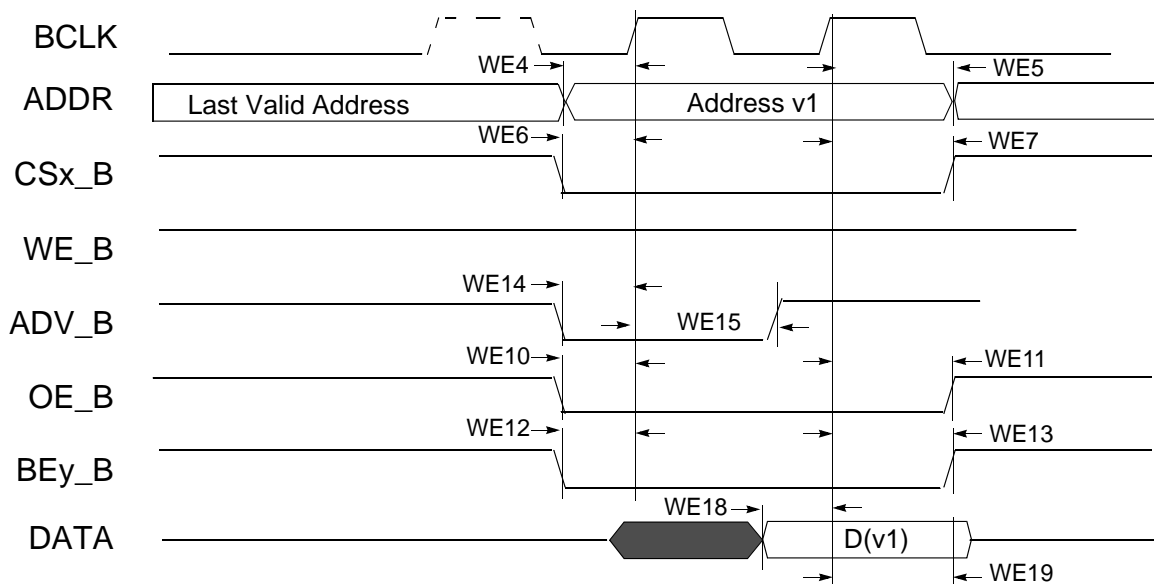 BCLK
WE4
WE5
ADDR
Last Valid Address
Address v1
WE6
WE7
CSx_B
WE_B
WE14
ADV_B
WE15
WE10
WE11
OE_B
WE12
WE13
BEy_B
WE18
DATA
D(v1)
WE19